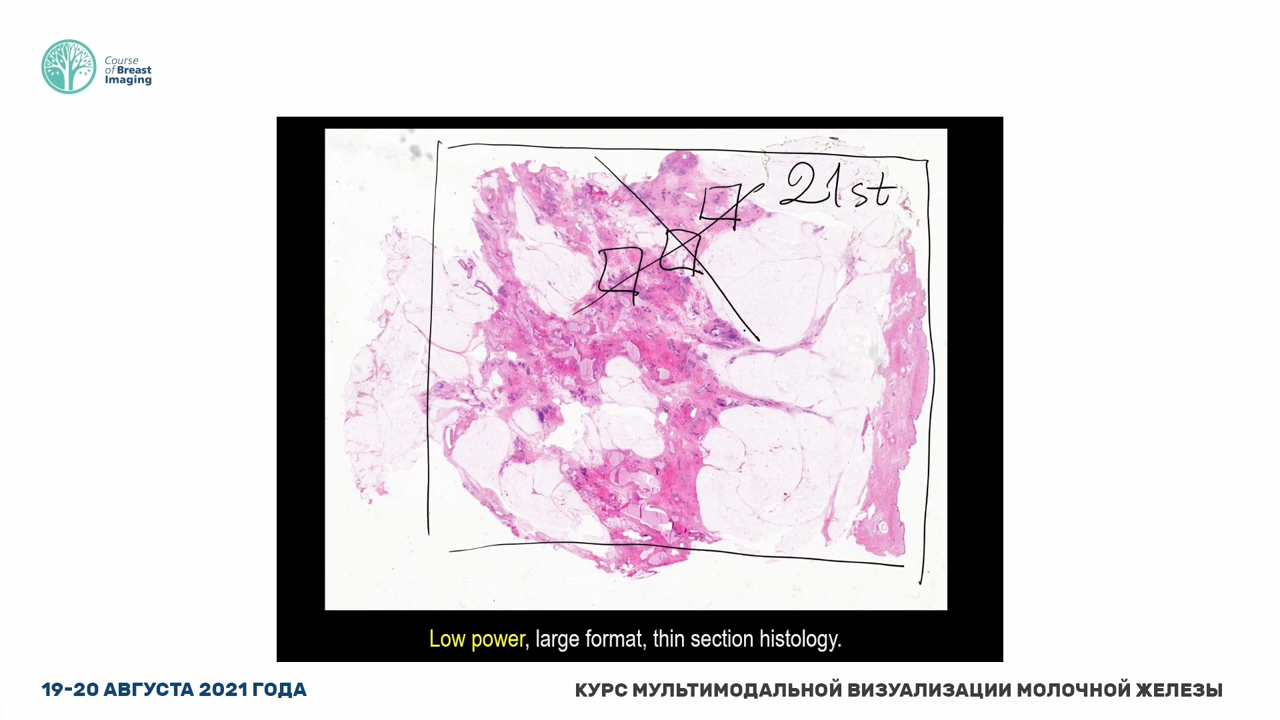 Course
of Breast
Imaging
21st
Low power, large format, thin section histology.
19-20 АВГУСТА 2021 ГОДА
КУРС МУЛЬТИМОДАЛЬНОЙ ВИЗУАЛИЗАЦИИ МОЛОЧНОЙ ЖЕЛЕЗЫ